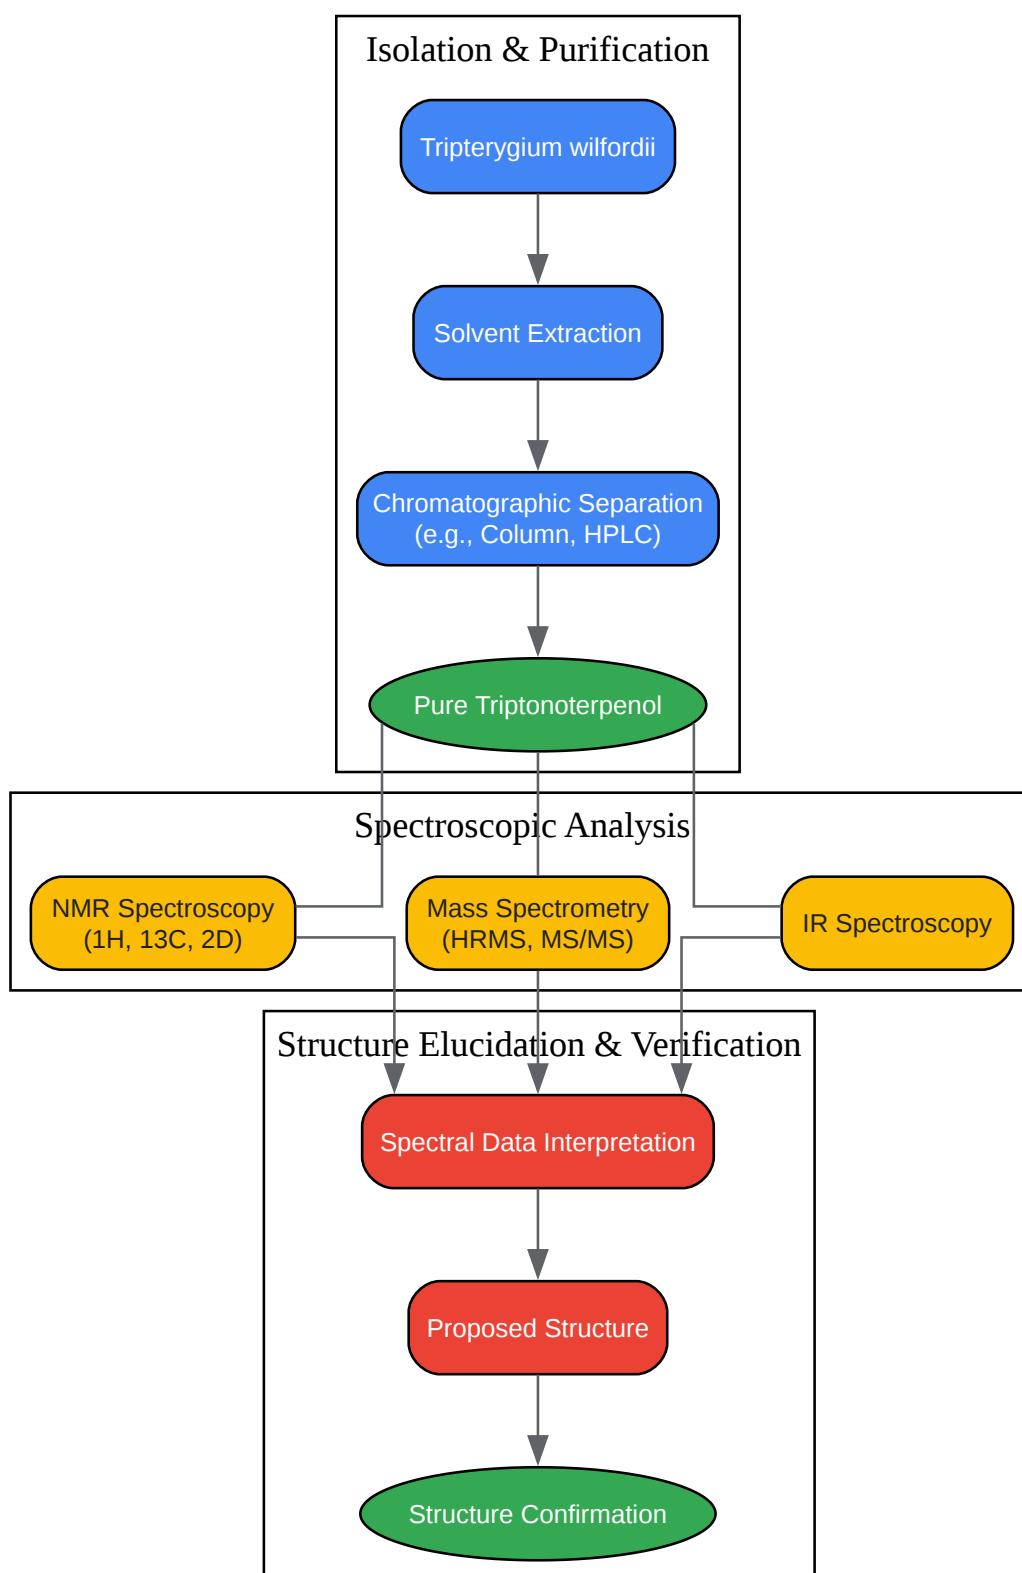 Isolation & Purification
Tripterygium wilfordii
Solvent Extraction
Chromatographic Separation
(e.g., Column, HPLC)
Pure Triptonoterpenol
Spectroscopic Analysis
NMR Spectroscopy
(1H, 13C, 2D)
Mass Spectrometry
(HRMS, MS/MS)
IR Spectroscopy
Structure Elucidation & Verification
Spectral Data Interpretation
Proposed Structure
Structure Confirmation